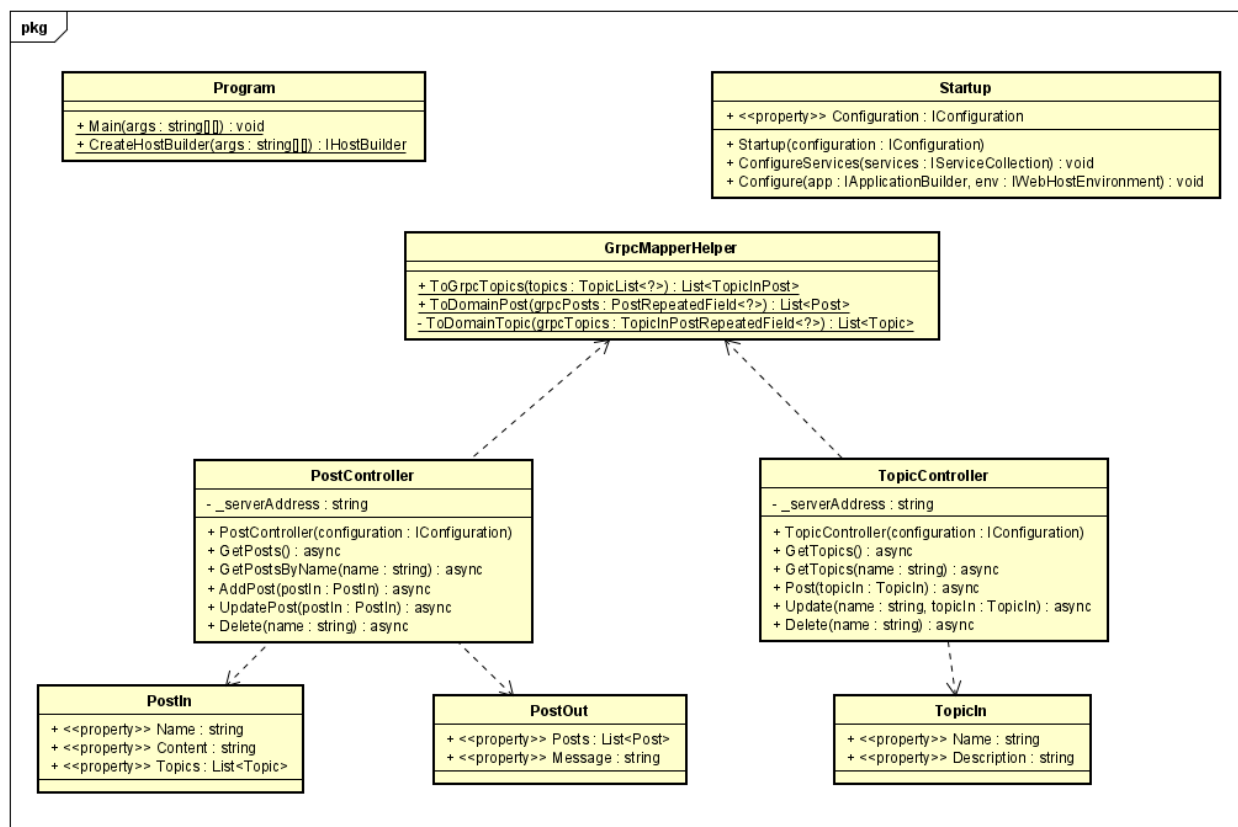 pkg
Program
+ Main(args : string[][]) : void
+ CreateHostBuilder(args : string[][]) : IHostBuilder
Startup
+ <<property>> Configuration : IConfiguration
+ Startup(configuration : IConfiguration)
+ ConfigureServices(services : IServiceCollection) : void
+ Configure(app : IApplicationBuilder, env : IWebHostEnvironment) : void
GrpcMapperHelper
+ ToGrpcTopics(topics : TopicList<?>) : List<TopicInPost>
+ ToDomainPost(grpcPosts : PostRepeatedField<?>) : List<Post>
- ToDomainTopic(grpcTopics : TopicInPostRepeatedField<?>) : List<Topic>
PostController
- _serverAddress : string
+ PostController(configuration : IConfiguration)
+ GetPosts() : async
+ GetPostsByName(name : string) : async
+ AddPost(postIn : PostIn) : async
+ UpdatePost(postIn : PostIn) : async
+ Delete(name : string) : async
TopicController
- _serverAddress : string
+ TopicController(configuration : IConfiguration)
+ GetTopics() : async
+ GetTopics(name : string) : async
+ Post(topicIn : TopicIn) : async
+ Update(name : string, topicIn : TopicIn) : async
+ Delete(name : string) : async
PostIn
+ <<property>> Name : string
+ <<property>> Content : string
+ <<property>> Topics : List<Topic>
PostOut
+ <<property>> Posts : List<Post>
+ <<property>> Message : string
TopicIn
+ <<property>> Name : string
+ <<property>> Description : string